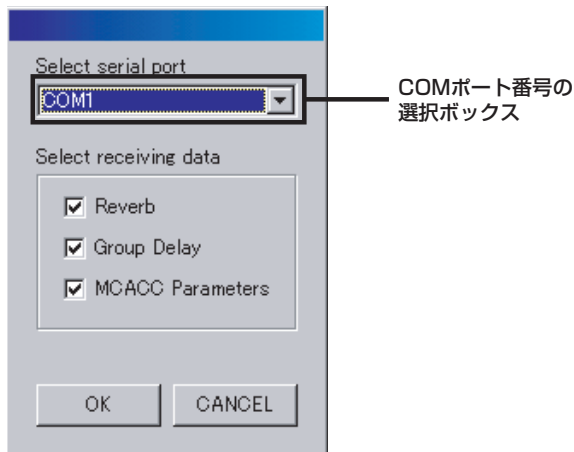 Select serial port
COM1
COMポート番号の
選択ボックス
Select receiving data
Reverb
Group Delay
MCACC Parameters
OK
CANCEL